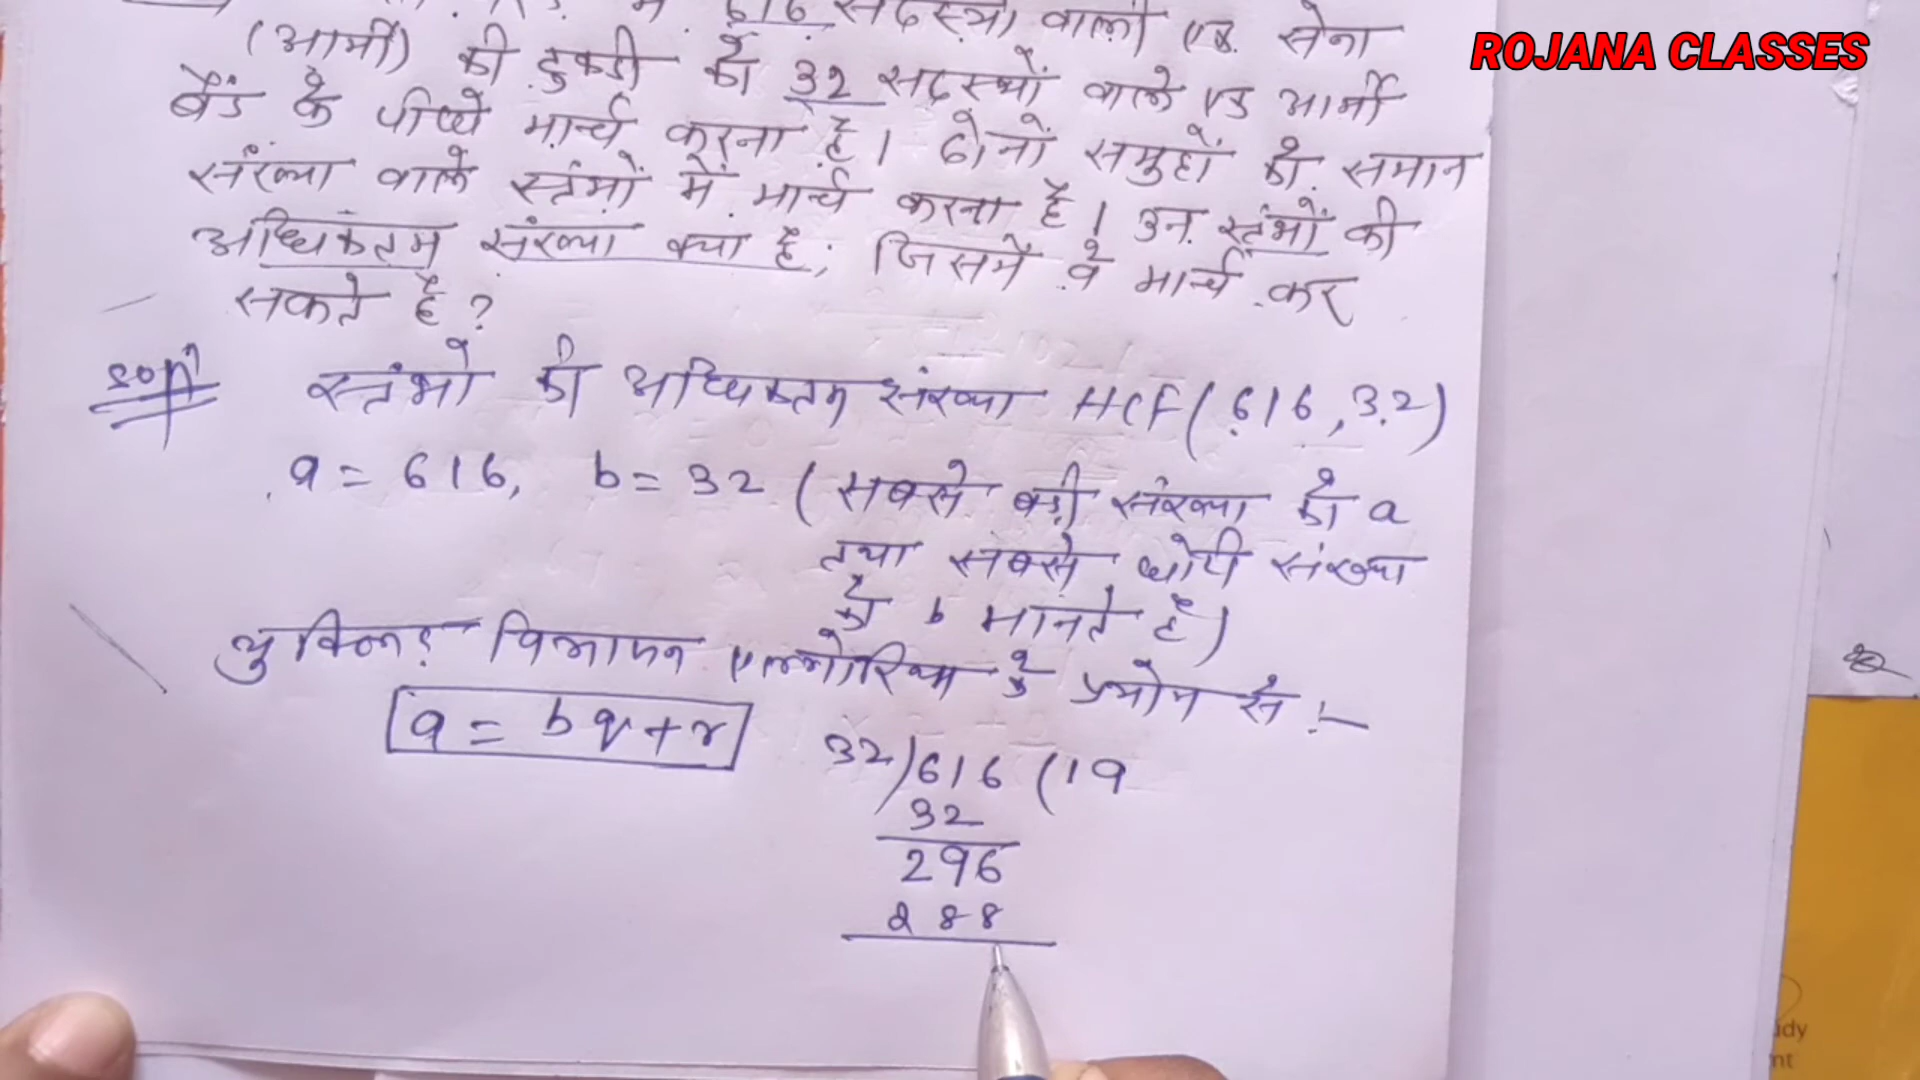 में 616 सदस्यों वाली एक सेना
ROJANA CLASSES
(आर्मी) की टुकड़ी को 32 सदस्यों वाले एक आर्मी
बैंड के पीछे मार्च करना है। दोनों समुहों को समान
संख्या वाले स्तंभों में मार्च करना है। उन स्तंभों की
अधिकतम संख्या क्या है, जिसमें वे मार्च कर
सकते हैं?
Solⁿ स्तंभो की अधिकतम संख्या HCF(616,32)
a = 616, b = 32 (सबसे बड़ी संख्या को a
तथा सबसे छोटी संख्या
को b मानते हैं)
युक्लिड विभाजन एल्गोरिथ्म के प्रयोग से :-
a = bq+r 32)616(19
32
296
288